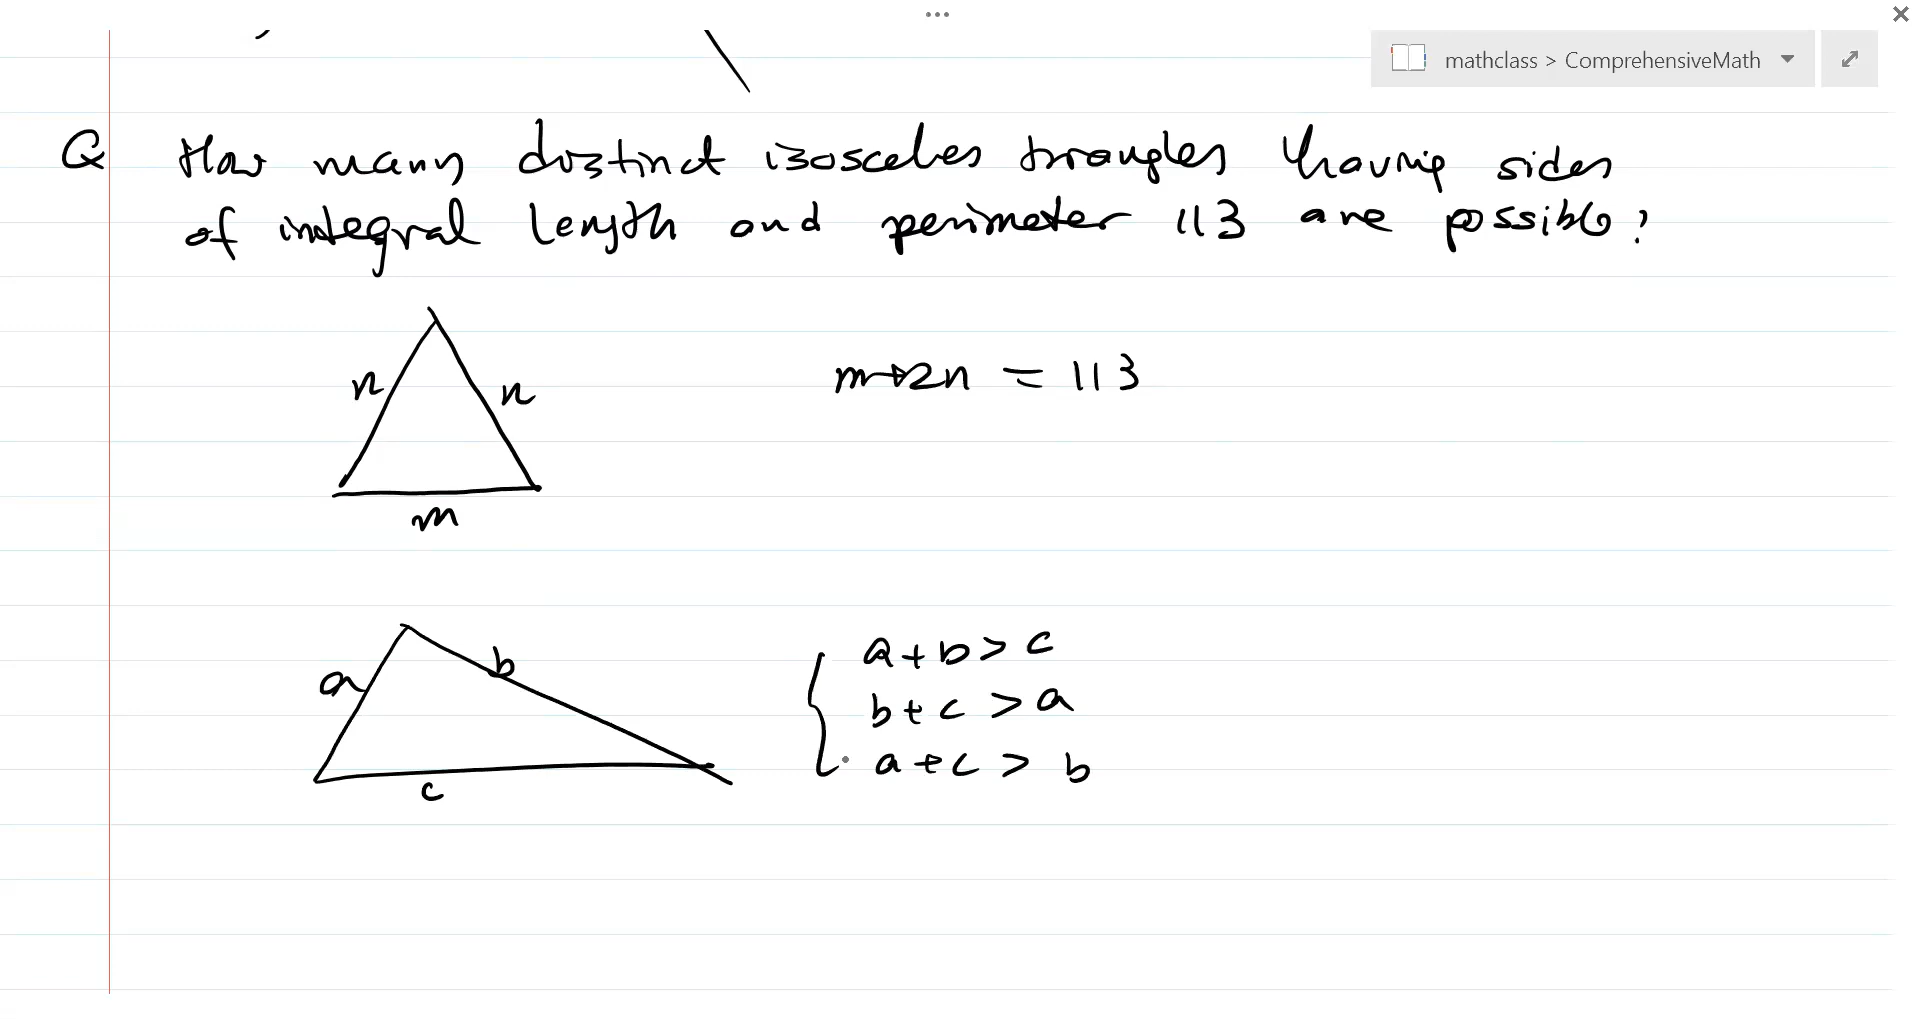 mathclass > ComprehensiveMath
Q How many distinct isosceles triangles having sides
of integral length and perimeter 113 are possible?
n n
m+2n = 113
m
a b
c
a+b > c
b+c > a
a+c > b